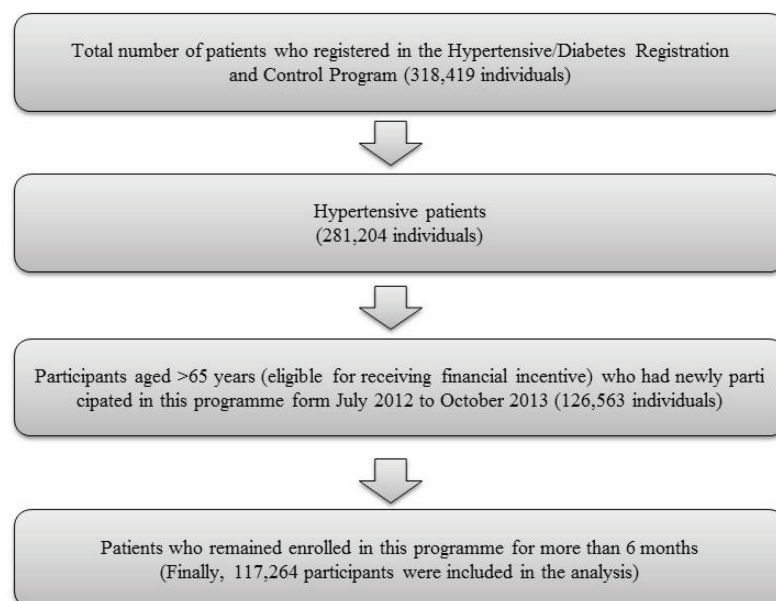 Total number of patients who registered in the Hypertensive/Diabetes Registration
and Control Program (318,419 individuals)
Hypertensive patients
(281,204 individuals)
Participants aged >65 years (eligible for receiving financial incentive) who had newly parti
cipated in this programme form July 2012 to October 2013 (126,563 individuals)
Patients who remained enrolled in this programme for more than 6 months
(Finally, 117,264 participants were included in the analysis)